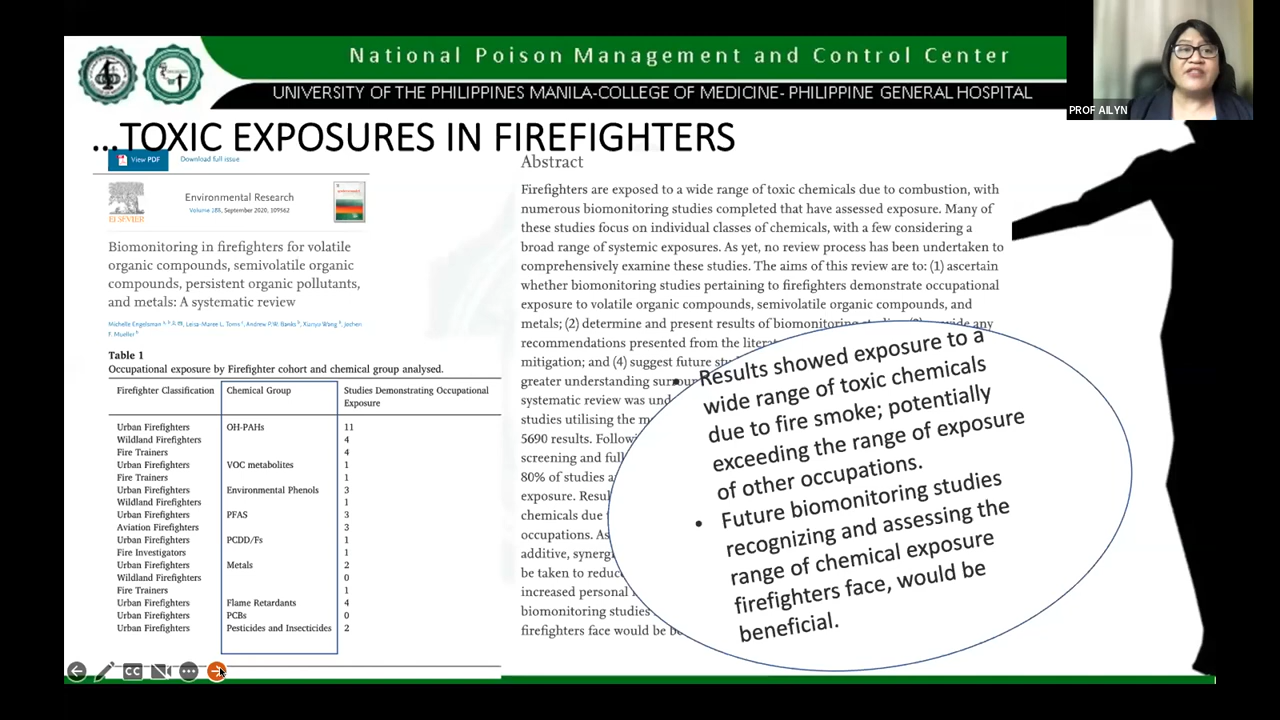 National Poison Management and Control Center
UNIVERSITY OF THE PHILIPPINES MANILA-COLLEGE OF MEDICINE- PHILIPPINE GENERAL HOSPITAL
PROF AILYN
...TOXIC EXPOSURES IN FIREFIGHTERS
View PDF
Download full issue
ELSEVIER
Environmental Research
Volume 188, September 2020, 109562
Biomonitoring in firefighters for volatile
organic compounds, semivolatile organic
compounds, persistent organic pollutants,
and metals: A systematic review
Michelle Engelsman
Table 1
Occupational exposure by Firefighter cohort and chemical group analysed.
Firefighter Classification Chemical Group Studies Demonstrating Occupational
Exposure
Urban Firefighters OH-PAHs 11
Wildland Firefighters 4
Fire Trainers 4
Urban Firefighters VOC metabolites 1
Fire Trainers 1
Urban Firefighters Environmental Phenols 3
Wildland Firefighters 1
Urban Firefighters PFAS 3
Aviation Firefighters 3
Urban Firefighters PCDD/Fs 1
Fire Investigators 1
Urban Firefighters Metals 2
Wildland Firefighters 0
Fire Trainers 1
Urban Firefighters Flame Retardants 4
Urban Firefighters PCBs 0
Urban Firefighters Pesticides and Insecticides 2
Abstract
Firefighters are exposed to a wide range of toxic chemicals due to combustion, with
numerous biomonitoring studies completed that have assessed exposure. Many of
these studies focus on individual classes of chemicals, with a few considering a
broad range of systemic exposures. As yet, no review process has been undertaken to
comprehensively examine these studies. The aims of this review are to: (1) ascertain
whether biomonitoring studies pertaining to firefighters demonstrate occupational
exposure to volatile organic compounds, semivolatile organic compounds, and
metals; (2) determine and present results of biomonitoring any
recommendations presented from the
mitigation; and (4) suggest future
greater understanding
systematic review was
studies utilising the
5690 results.
screening and
80% of studies
exposure.
chemicals due
occupations. As
additive,
be taken to
increased personal
biomonitoring studies
firefighters face would be
• Results showed exposure to a
wide range of toxic chemicals
due to fire smoke; potentially
exceeding the range of exposure
of other occupations.
• Future biomonitoring studies
recognizing and assessing the
range of chemical exposure
firefighters face, would be
beneficial.
CC